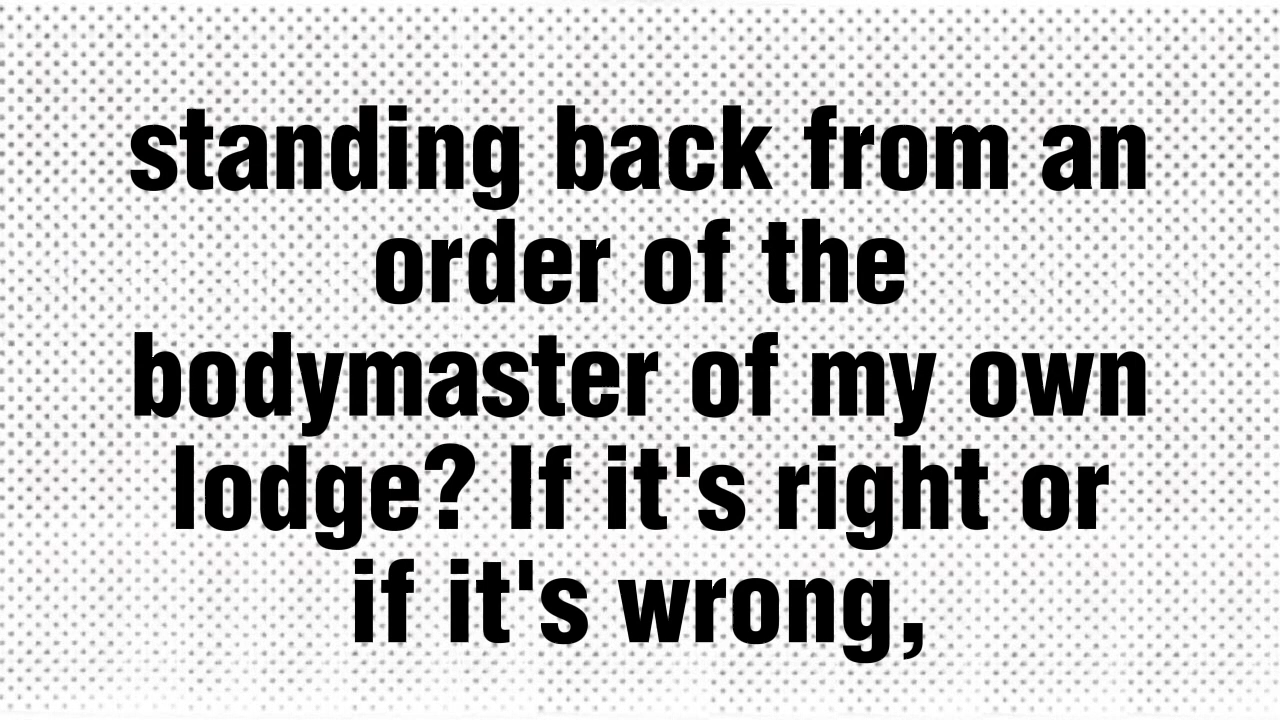 standing back from an
order of the
bodymaster of my own
lodge? If it's right or
if it's wrong,